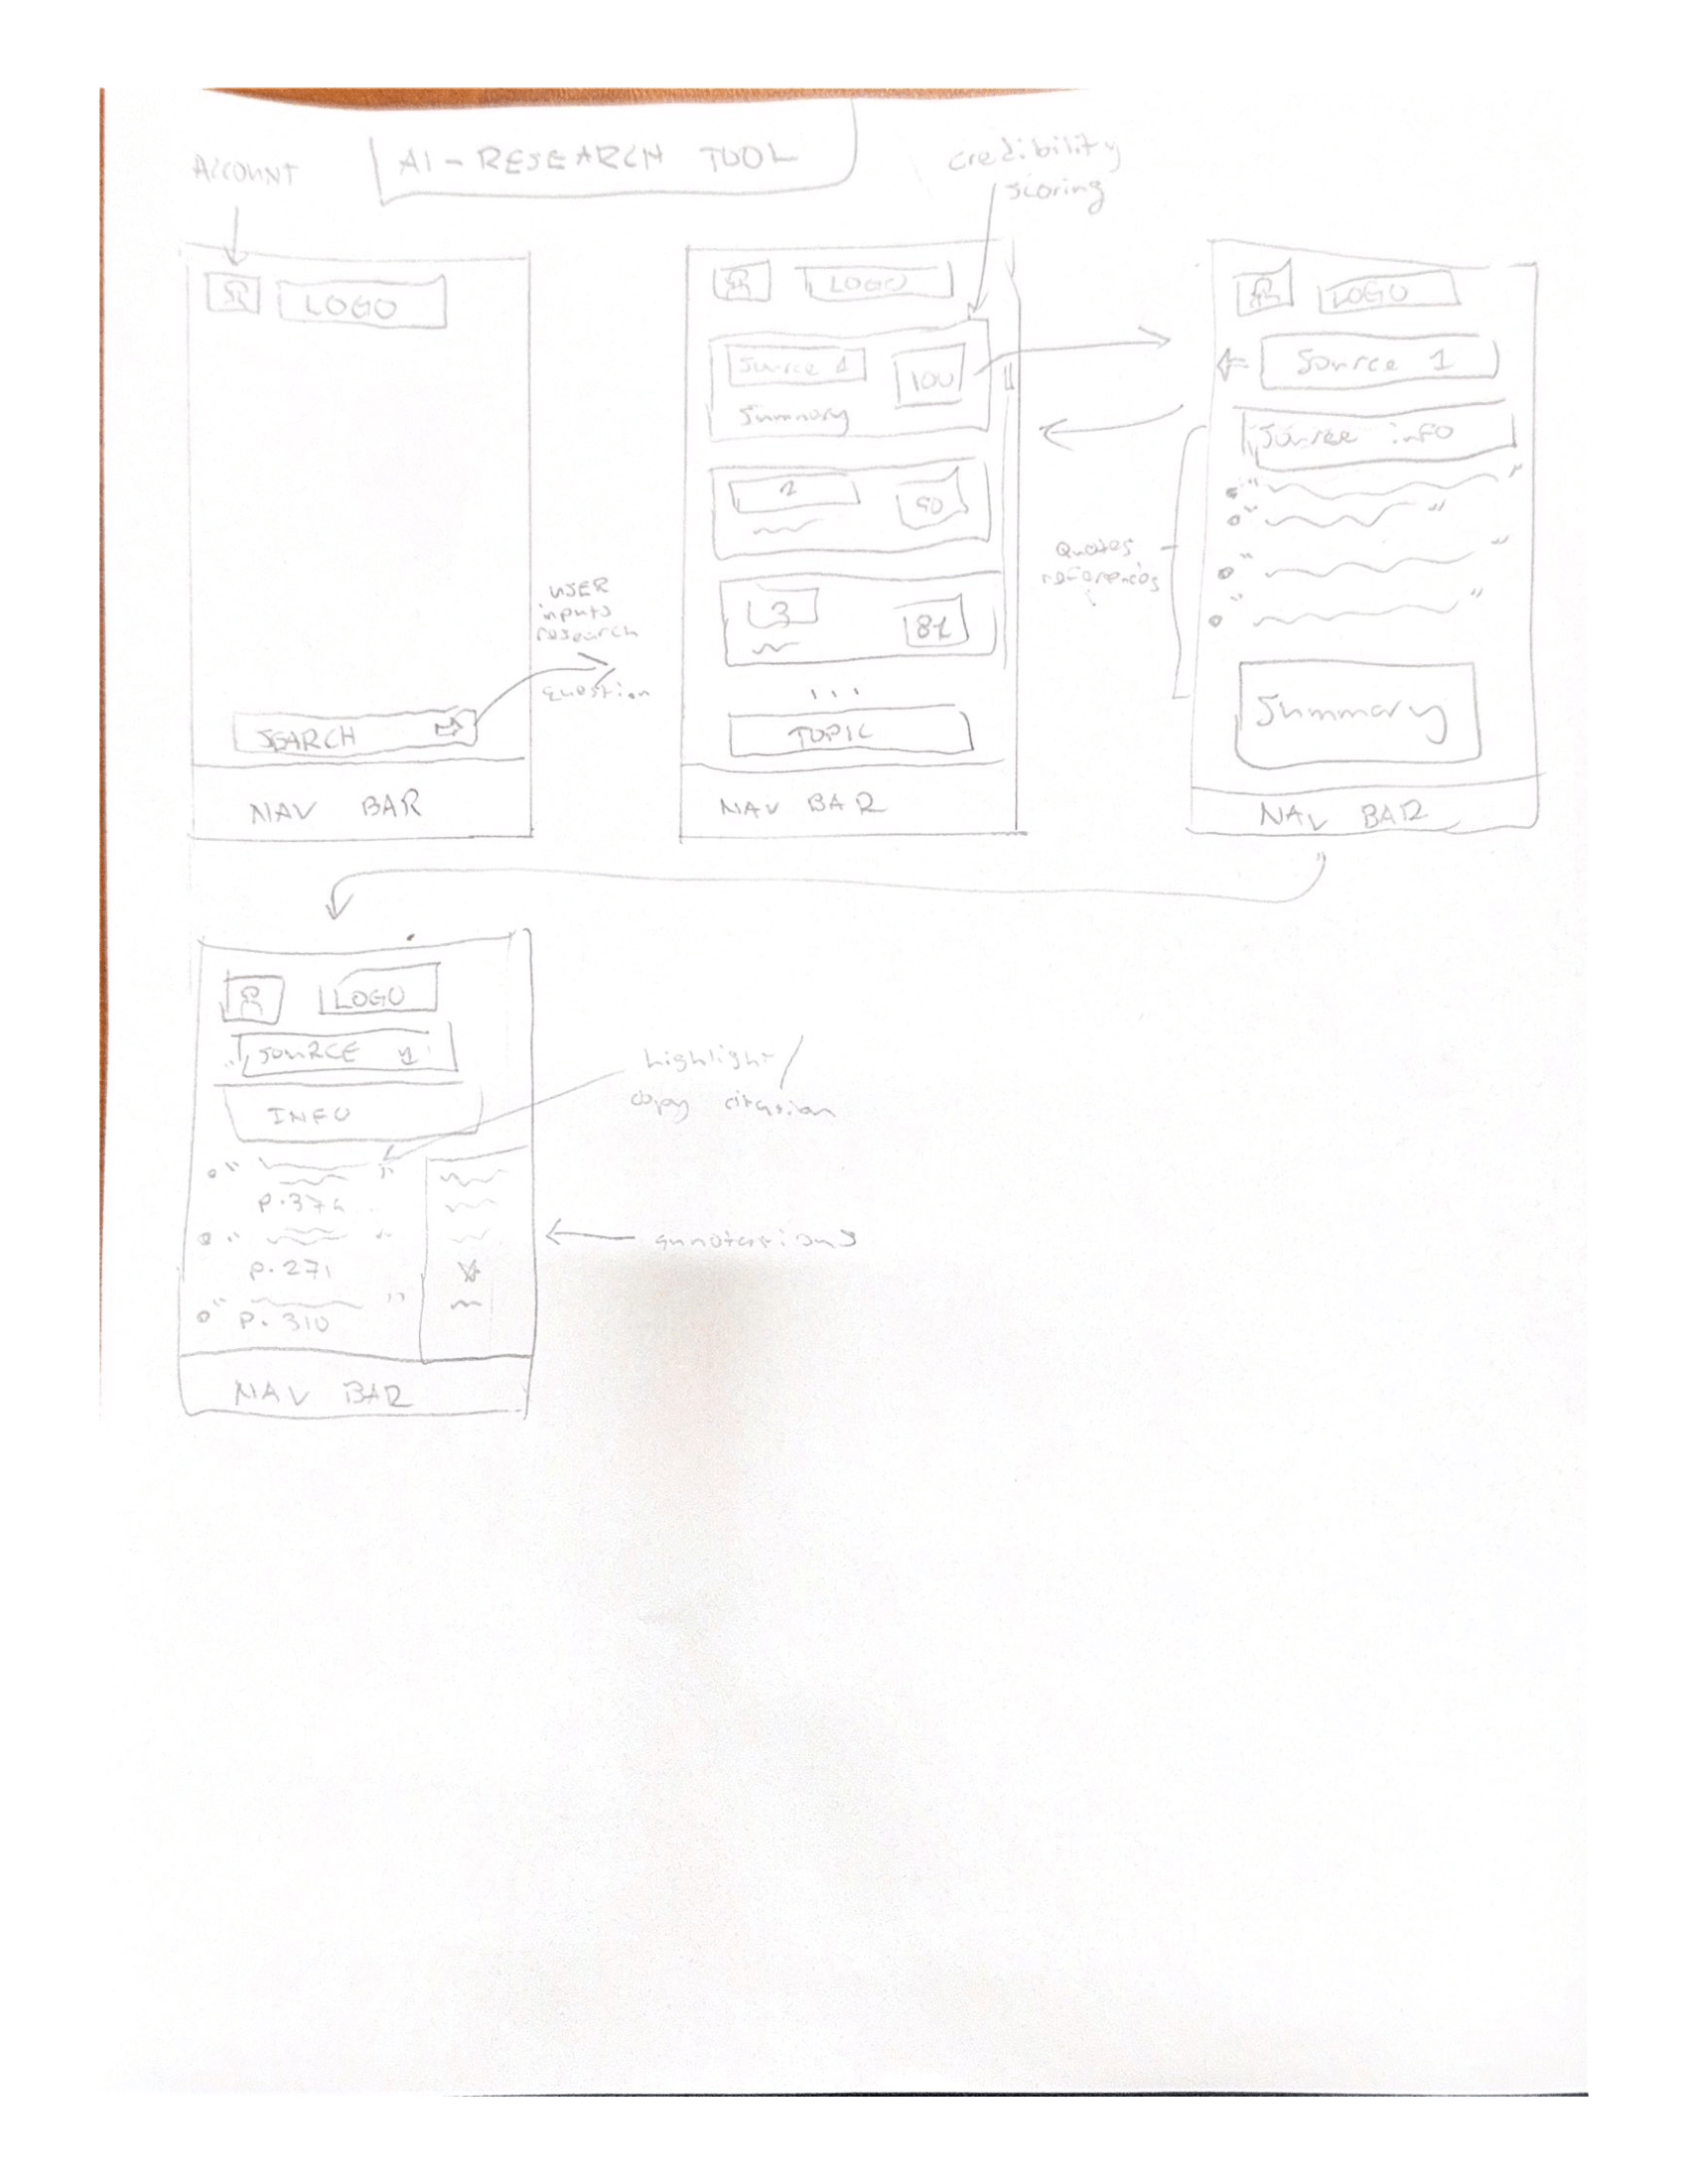 ACCOUNT
AI-RESEARCH TOOL
credibility
scoring
LOGO
SEARCH
NAV BAR
USER
inputs
research
question
LOGO
Source 1
100
Summary
2
90
3
81
...
TOPIC
NAV BAR
LOGO
Source 1
Source info
Quotes
references
Summary
NAV BAR
LOGO
SOURCE 1
INFO
p.
p.271
p.310
NAV BAR
highlight/
copy citation
annotations